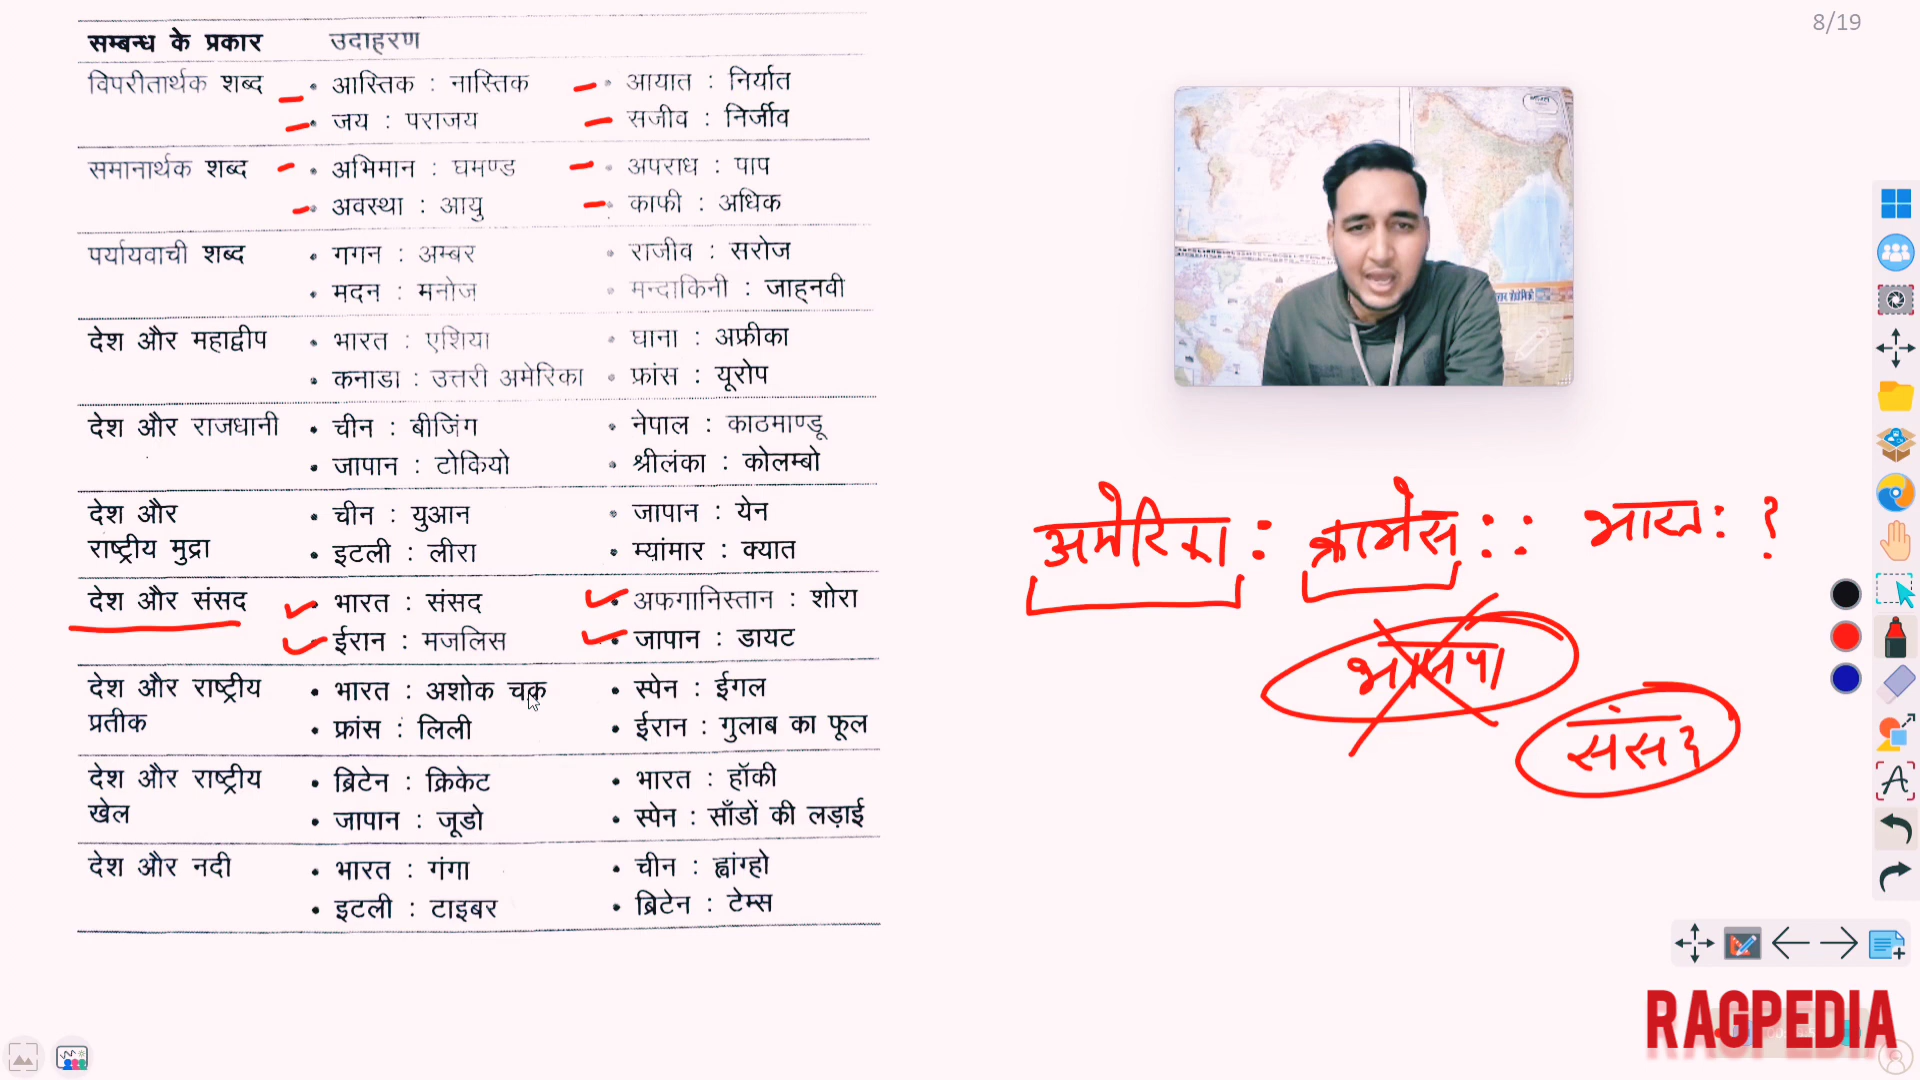 8/19
सम्बन्ध के प्रकार उदाहरण
विपरीतार्थक शब्द • आस्तिक : नास्तिक • आयात : निर्यात
• जय : पराजय • सजीव : निर्जीव
समानार्थक शब्द • अभिमान : घमण्ड • अपराध : पाप
• अवस्था : आयु • काफी : अधिक
पर्यायवाची शब्द • गगन : अम्बर • राजीव : सरोज
• मदन : मनोज • मन्दाकिनी : जाह्नवी
देश और महाद्वीप • भारत : एशिया • घाना : अफ्रीका
• कनाडा : उत्तरी अमेरिका • फ्रांस : यूरोप
देश और राजधानी • चीन : बीजिंग • नेपाल : काठमाण्डू
• जापान : टोकियो • श्रीलंका : कोलम्बो
देश और • चीन : युआन • जापान : येन
राष्ट्रीय मुद्रा • इटली : लीरा • म्यांमार : क्यात
देश और संसद • भारत : संसद • अफगानिस्तान : शोरा
• ईरान : मजलिस • जापान : डायट
देश और राष्ट्रीय • भारत : अशोक चक्र • स्पेन : ईगल
प्रतीक • फ्रांस : लिली • ईरान : गुलाब का फूल
देश और राष्ट्रीय • ब्रिटेन : क्रिकेट • भारत : हॉकी
खेल • जापान : जूडो • स्पेन : साँडों की लड़ाई
देश और नदी • भारत : गंगा • चीन : ह्वांग्हो
• इटली : टाइबर • ब्रिटेन : टेम्स
अमेरिका : :: भारत : ?
संसद
RAGPEDIA